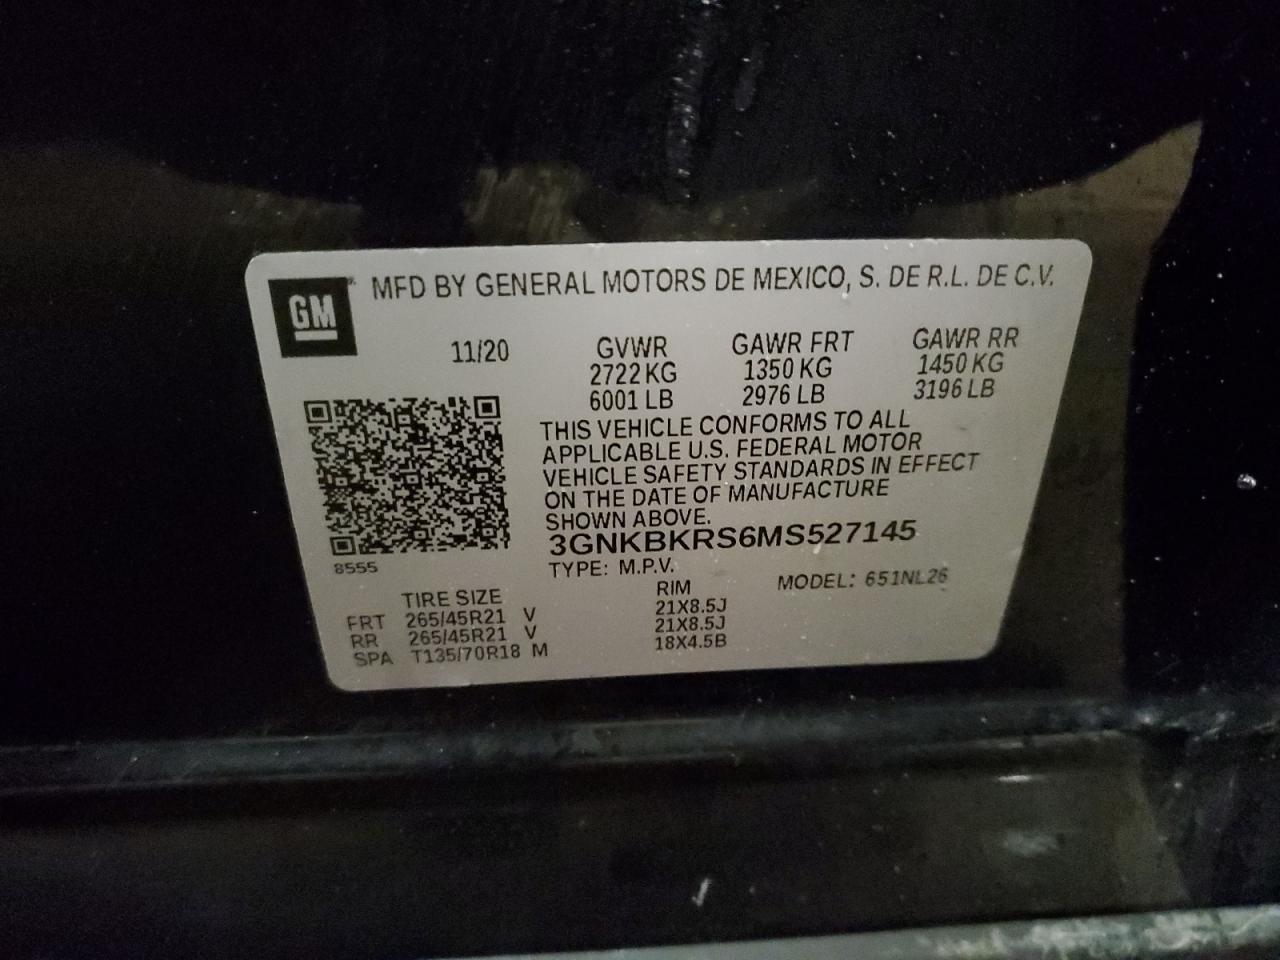 GM
MFD BY GENERAL MOTORS DE MEXICO, S. DE R.L. DE C.V.
11/20 GVWR GAWR FRT GAWR RR
2722 KG 1350 KG 1450 KG
6001 LB 2976 LB 3196 LB
THIS VEHICLE CONFORMS TO ALL
APPLICABLE U.S. FEDERAL MOTOR
VEHICLE SAFETY STANDARDS IN EFFECT
ON THE DATE OF MANUFACTURE
SHOWN ABOVE.
3GNKBKRS6MS527145
8555
TYPE: M.P.V. MODEL: 651NL26
TIRE SIZE RIM
FRT 265/45R21 V 21X8.5J
RR 265/45R21 V 21X8.5J
SPA T135/70R18 M 18X4.5B